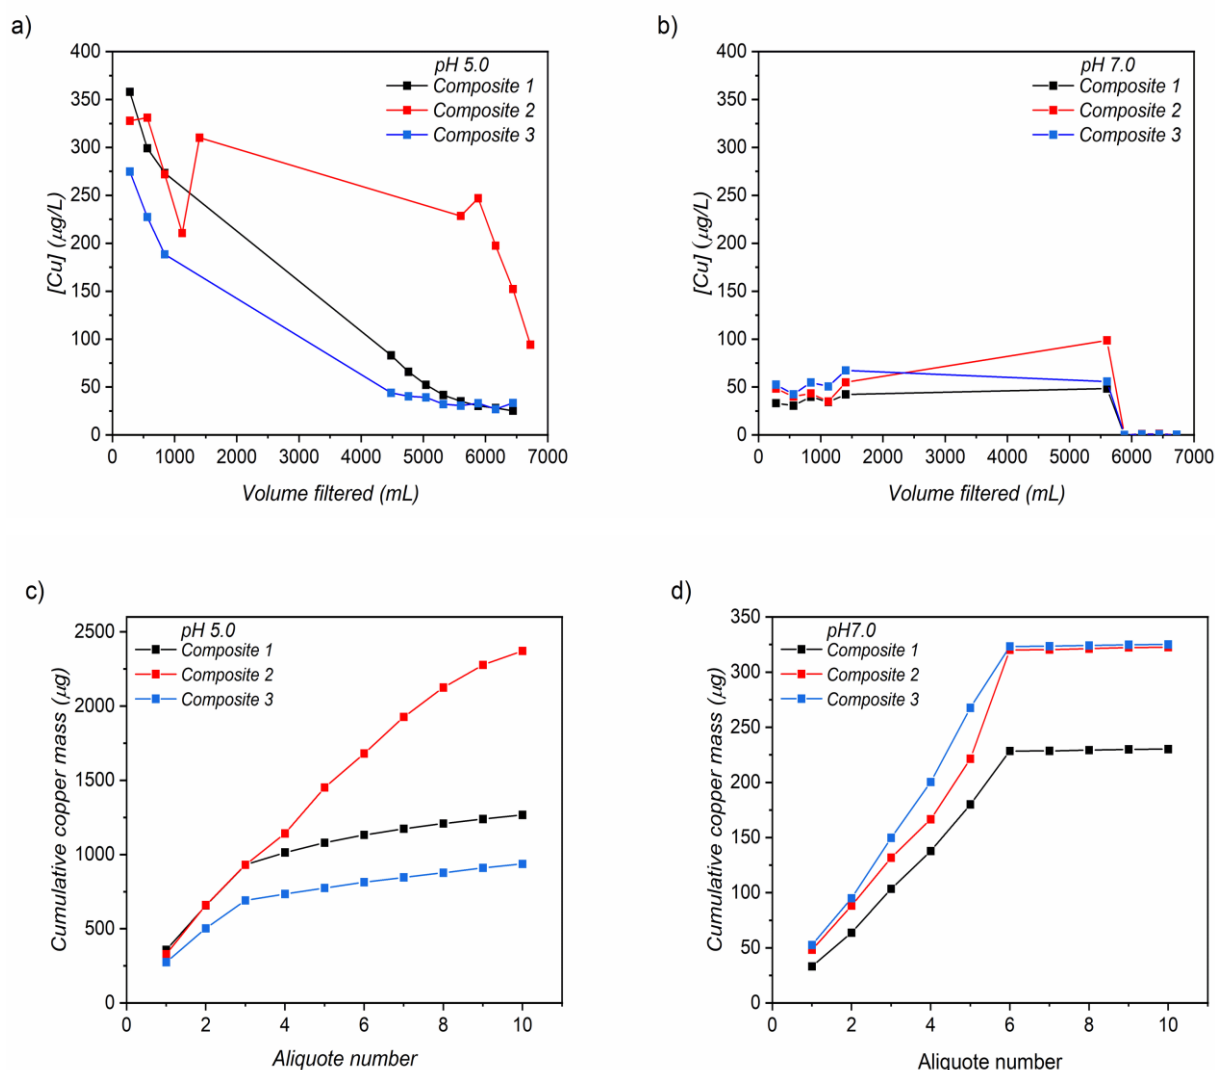 a)
pH 5.0
Composite 1
Composite 2
Composite 3
400
350
300
250
200
150
100
50
0
[Cu] (μg/L)
0 1000 2000 3000 4000 5000 6000 7000
Volume filtered (mL)
b)
pH 7.0
Composite 1
Composite 2
Composite 3
400
350
300
250
200
150
100
50
0
[Cu] (μg/L)
0 1000 2000 3000 4000 5000 6000 7000
Volume filtered (mL)
c)
pH 5.0
Composite 1
Composite 2
Composite 3
2500
2000
1500
1000
500
0
Cumulative copper mass (μg)
0 2 4 6 8 10
Aliquote number
d)
pH7.0
Composite 1
Composite 2
Composite 3
350
300
250
200
150
100
50
0
Cumulative copper mass (μg)
0 2 4 6 8 10
Aliquote number